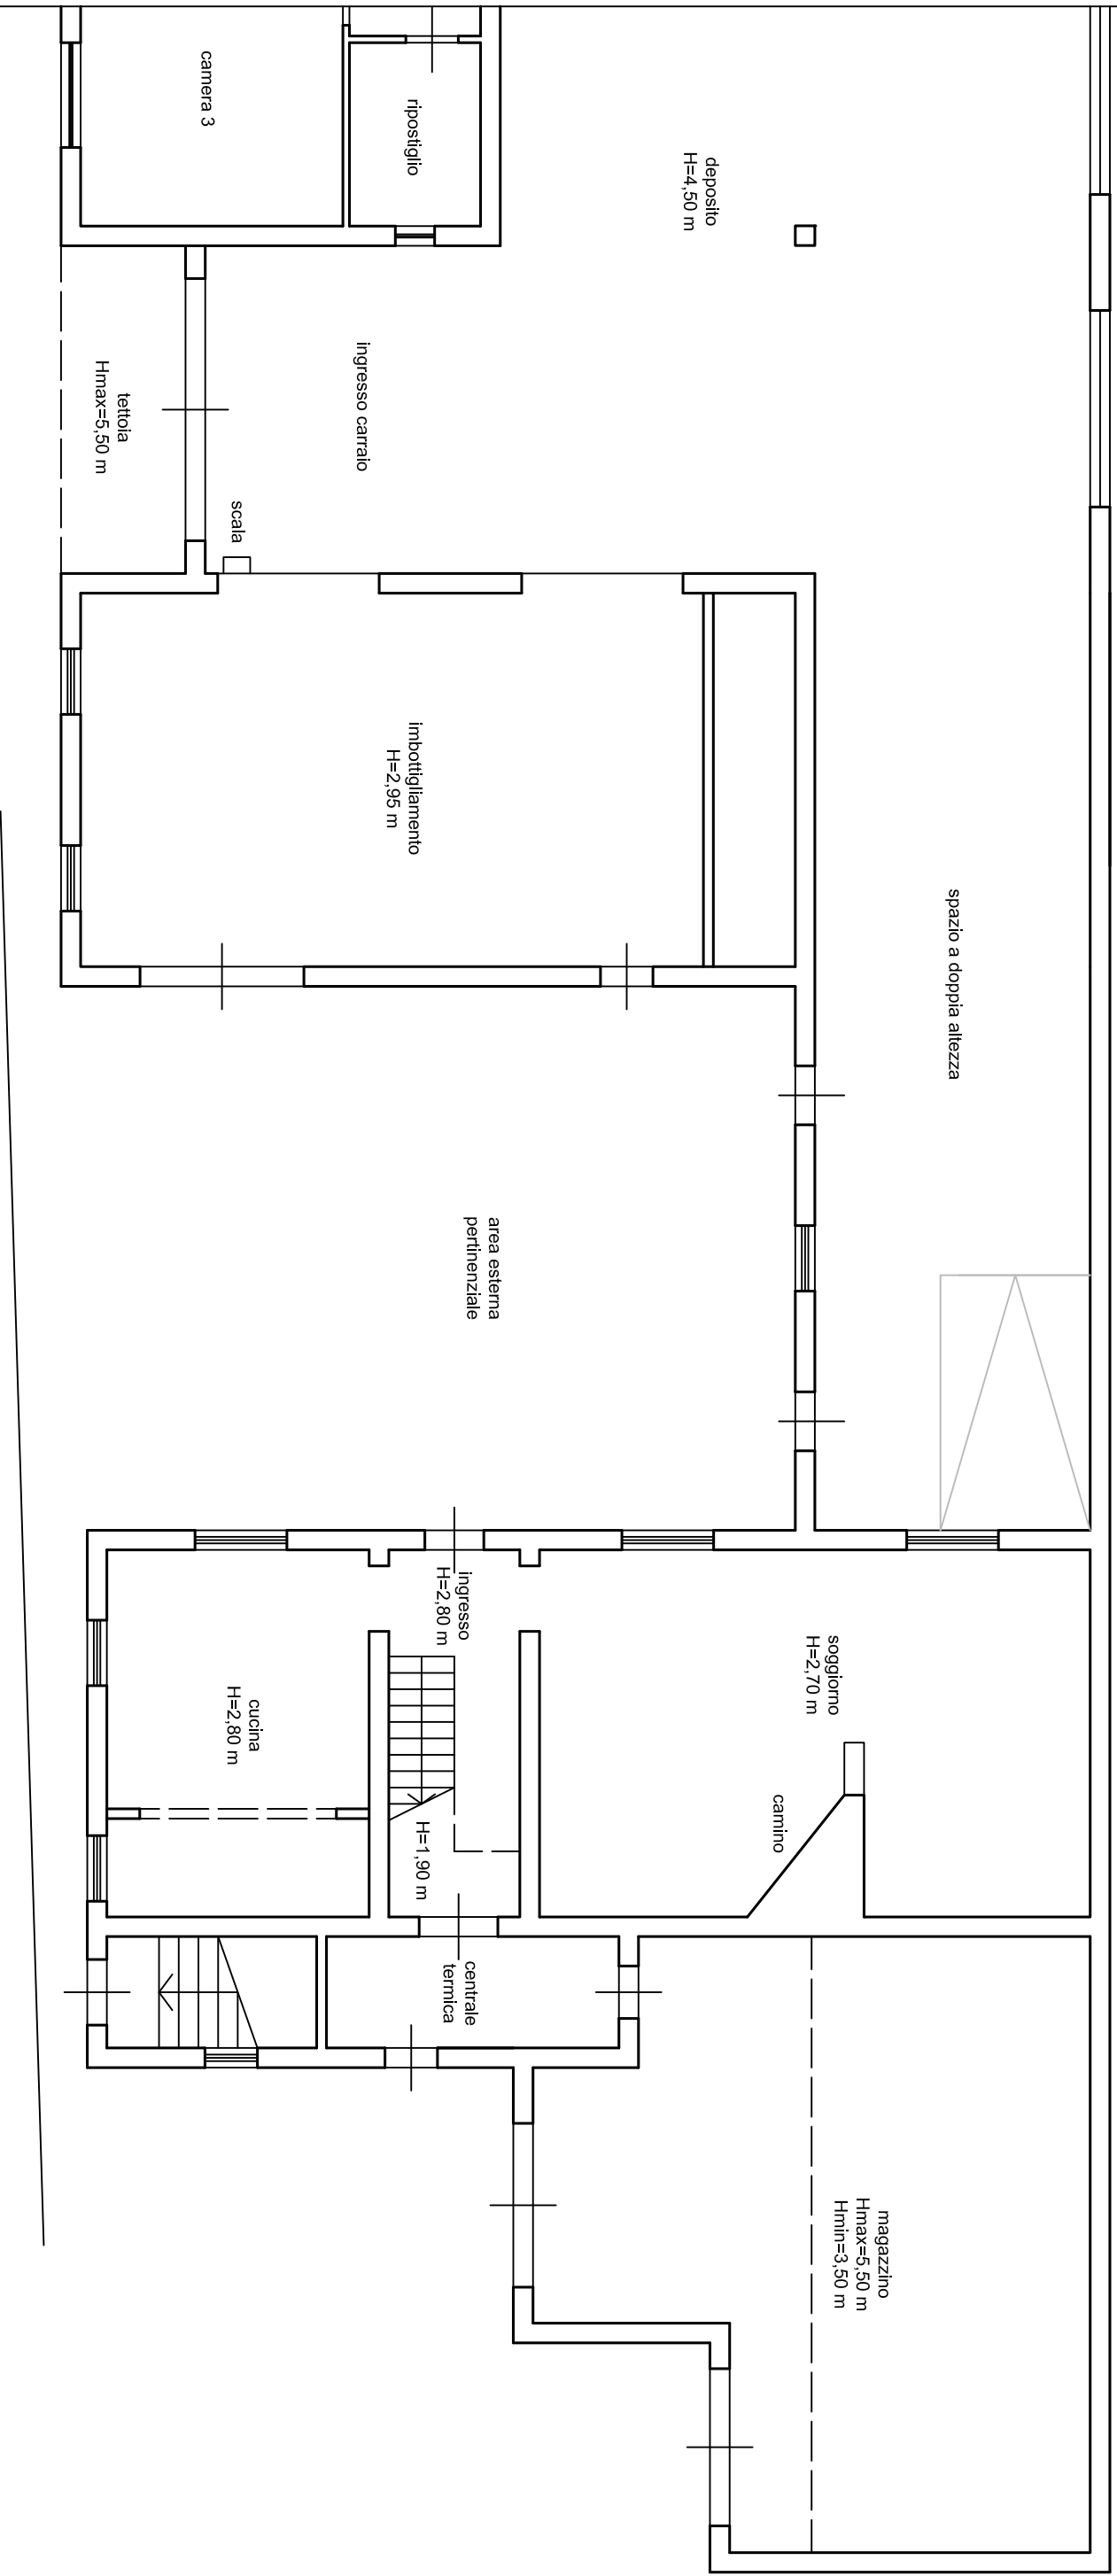 camera 3
ripostiglio
deposito
H=4,50 m
tettoia
Hmax=5,50 m
ingresso carraio
scala
imbottigliamento
H=2,95 m
spazio a doppia altezza
area esterna
pertinenziale
ingresso
H=2,80 m
soggiorno
H=2,70 m
cucina
H=2,80 m
camino
H=1,90 m
centrale
termica
magazzino
Hmax=5,50 m
Hmin=3,50 m